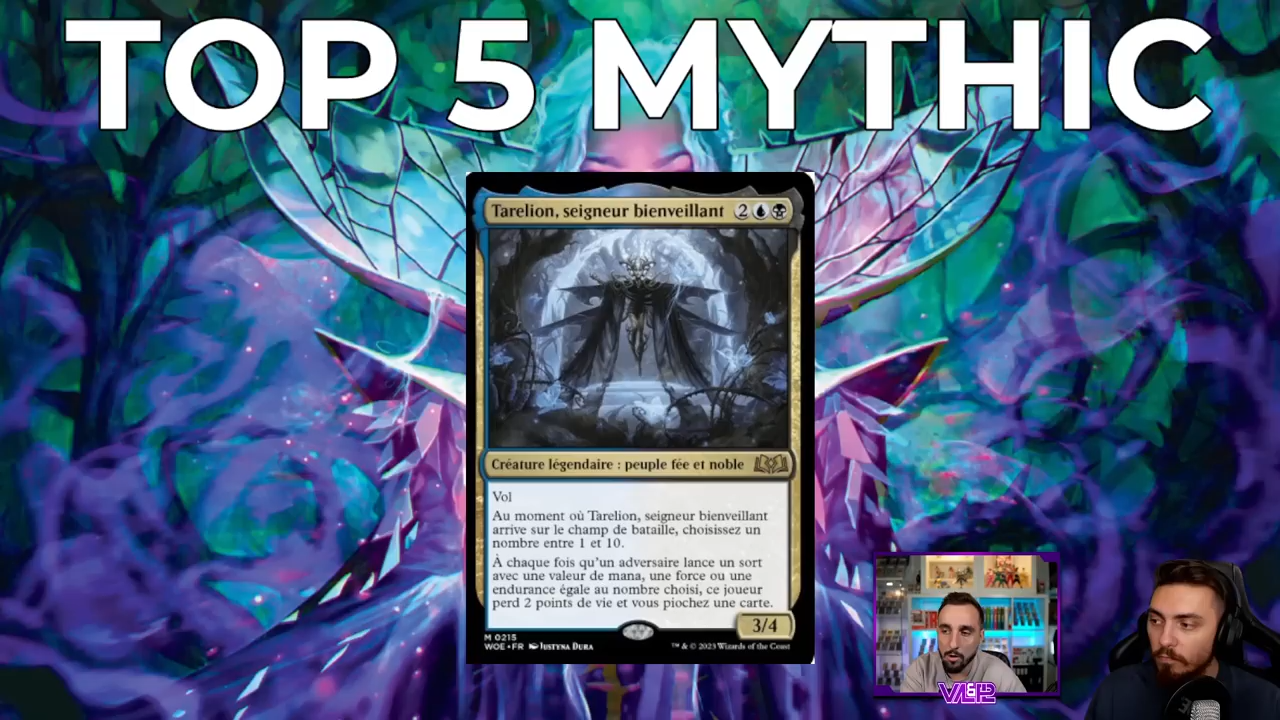 TOP 5 MYTHIC
Tarelion, seigneur bienveillant 2
Créature légendaire : peuple fée et noble
Vol
Au moment où Tarelion, seigneur bienveillant
arrive sur le champ de bataille, choisissez un
nombre entre 1 et 10.
À chaque fois qu'un adversaire lance un sort
avec une valeur de mana, une force ou une
endurance égale au nombre choisi, ce joueur
perd 2 points de vie et vous piochez une carte.
3/4
M 0215
WOE • FR JUSTYNA DURA
™ & © 2023 Wizards of the Coast